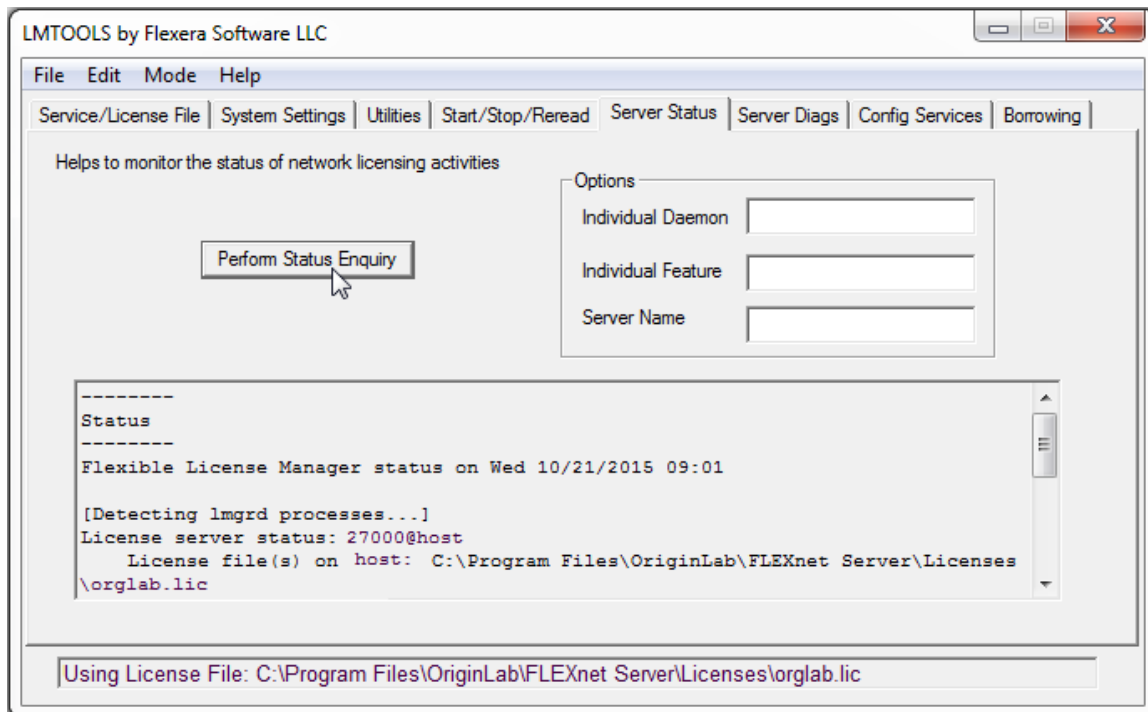 LMTOOLS by Flexera Software LLC
File Edit Mode Help
Service/License File System Settings Utilities Start/Stop/Reread Server Status Server Diags Config Services Borrowing
Helps to monitor the status of network licensing activities
Options
Individual Daemon
Perform Status Enquiry
Individual Feature
Server Name
--------
Status
--------
Flexible License Manager status on Wed 10/21/2015 09:01
[Detecting lmgrd processes...]
License server status: 27000@host
License file(s) on host: C:\Program Files\OriginLab\FLEXnet Server\Licenses
\orglab.lic
Using License File: C:\Program Files\OriginLab\FLEXnet Server\Licenses\orglab.lic